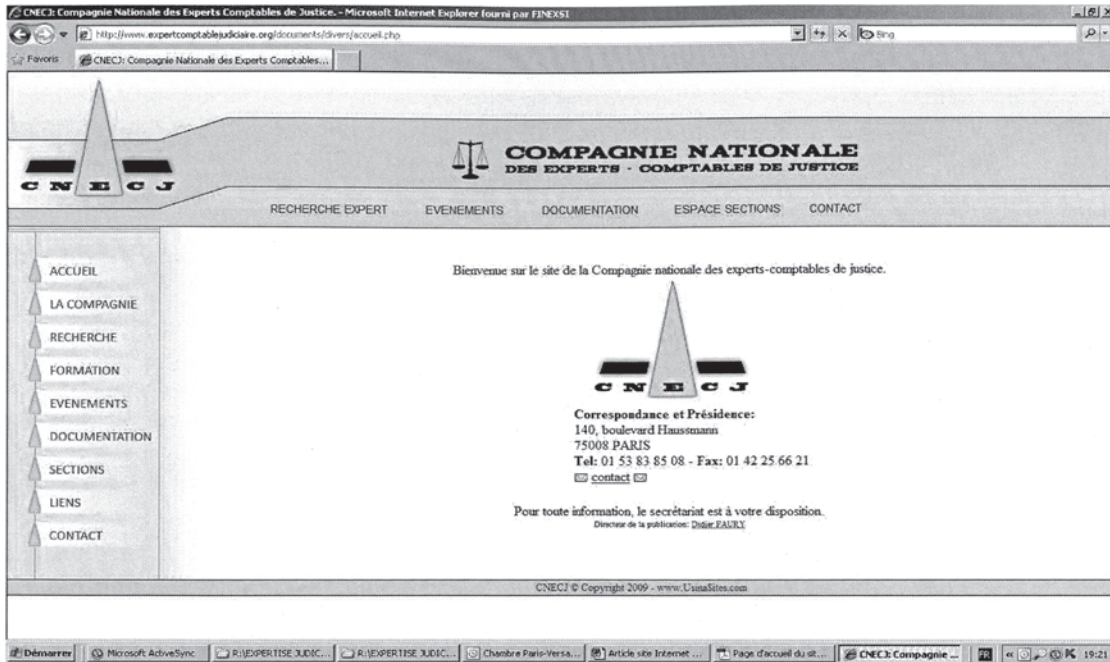 CNECJ: Compagnie Nationale des Experts Comptables de Justice. - Microsoft Internet Explorer fourni par FINEXSI
http://www.expertcomptablejudiciaire.org/documents/divers/accueil.php
Bing
Favoris
CNECJ: Compagnie Nationale des Experts Comptables...
CNECJ
COMPAGNIE NATIONALE
DES EXPERTS - COMPTABLES DE JUSTICE
RECHERCHE EXPERT EVENEMENTS DOCUMENTATION ESPACE SECTIONS CONTACT
ACCUEIL
LA COMPAGNIE
RECHERCHE
FORMATION
EVENEMENTS
DOCUMENTATION
SECTIONS
LIENS
CONTACT
Bienvenue sur le site de la Compagnie nationale des experts-comptables de justice.
CNECJ
Correspondance et Présidence:
140, boulevard Haussmann
75008 PARIS
Tel: 01 53 83 85 08 - Fax: 01 42 25 66 21
contact
Pour toute information, le secrétariat est à votre disposition.
Directeur de la publication: Didier FAURY
CNECJ © Copyright 2009 - www.UsinaSites.com
Démarrer Microsoft ActiveSync R:\EXPERTISE JUDIC... R:\EXPERTISE JUDIC... Chambre Paris-Versa... Article site Internet ... Page d'accueil du sit... CNECJ: Compagnie ... FR « 19:21